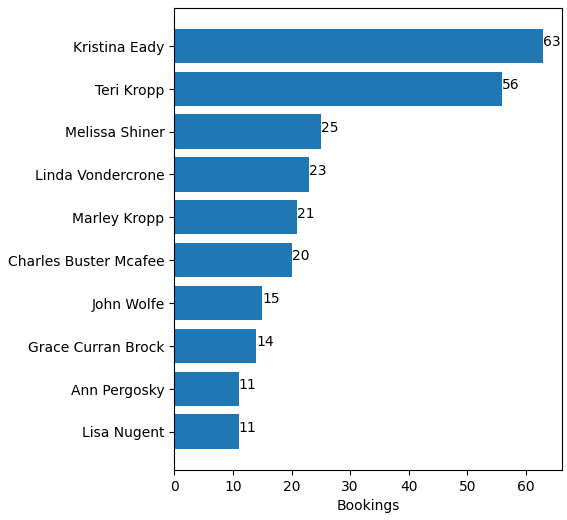 Kristina Eady 63
Teri Kropp 56
Melissa Shiner 25
Linda Vondercrone 23
Marley Kropp 21
Charles Buster Mcafee 20
John Wolfe 15
Grace Curran Brock 14
Ann Pergosky 11
Lisa Nugent 11
0 10 20 30 40 50 60
Bookings